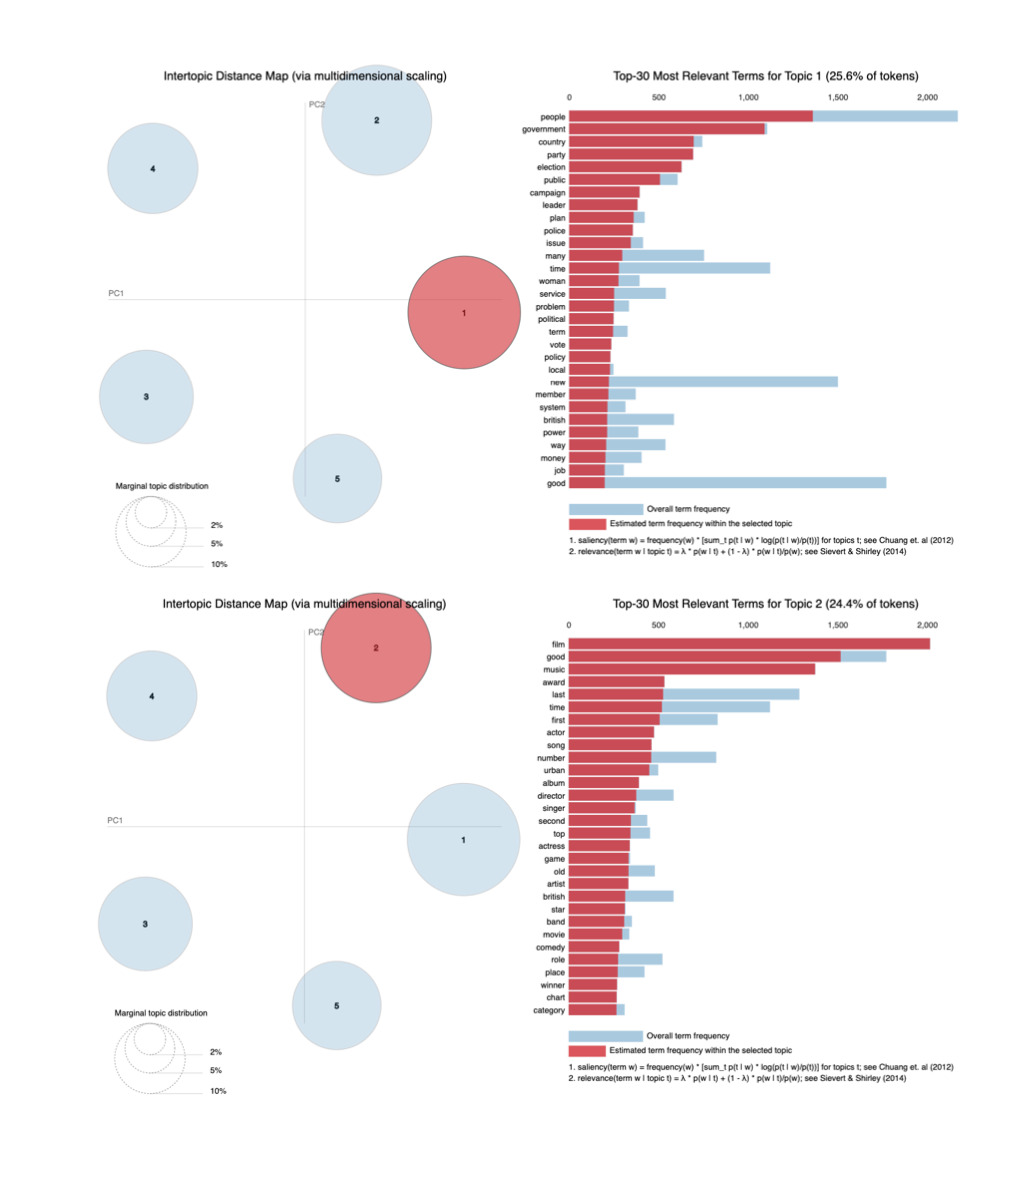 Intertopic Distance Map (via multidimensional scaling)
PC2
2
4
PC1
1
3
5
Marginal topic distribution
2%
5%
10%
Top-30 Most Relevant Terms for Topic 1 (25.6% of tokens)
0 500 1,000 1,500 2,000
people
government
country
party
election
public
campaign
leader
plan
police
issue
many
time
woman
service
problem
political
term
vote
policy
local
new
member
system
british
power
way
money
job
good
Overall term frequency
Estimated term frequency within the selected topic
1. saliency(term w) = frequency(w) * [sum_t p(t | w) * log(p(t | w)/p(t))] for topics t; see Chuang et. al (2012)
2. relevance(term w | topic t) = λ * p(w | t) + (1 - λ) * p(w | t)/p(w); see Sievert & Shirley (2014)
Intertopic Distance Map (via multidimensional scaling)
PC2
2
4
PC1
1
3
5
Marginal topic distribution
2%
5%
10%
Top-30 Most Relevant Terms for Topic 2 (24.4% of tokens)
0 500 1,000 1,500 2,000
film
good
music
award
last
time
first
actor
song
number
urban
album
director
singer
second
top
actress
game
old
artist
british
star
band
movie
comedy
role
place
winner
chart
category
Overall term frequency
Estimated term frequency within the selected topic
1. saliency(term w) = frequency(w) * [sum_t p(t | w) * log(p(t | w)/p(t))] for topics t; see Chuang et. al (2012)
2. relevance(term w | topic t) = λ * p(w | t) + (1 - λ) * p(w | t)/p(w); see Sievert & Shirley (2014)